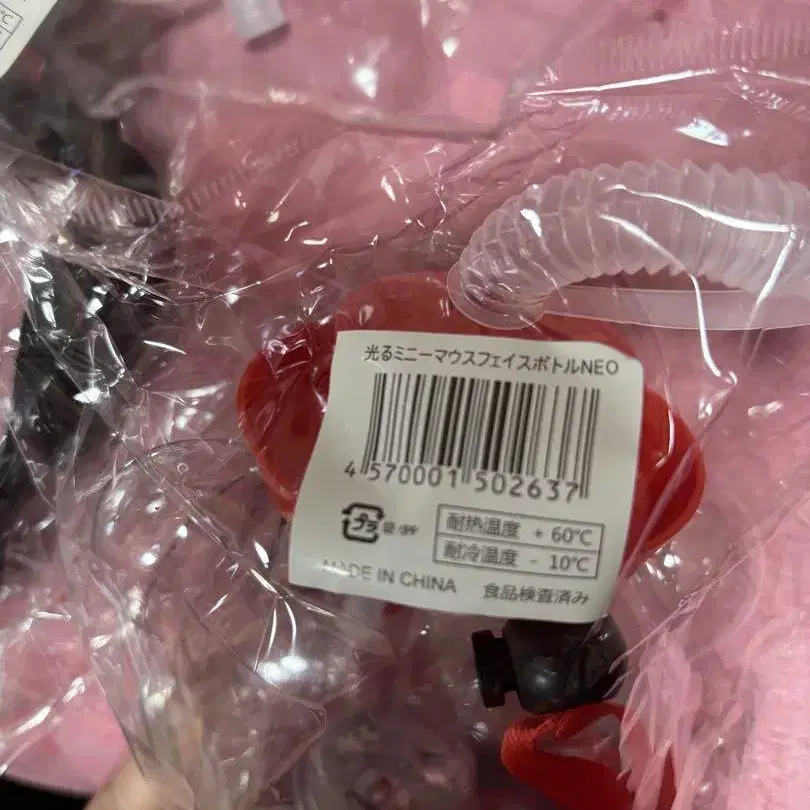 光るミニーマウスフェイスボトルNEO
4 570001 502637
プラ 袋:PP
耐熱温度 + 60℃
耐冷温度 - 10℃
MADE IN CHINA 食品検査済み